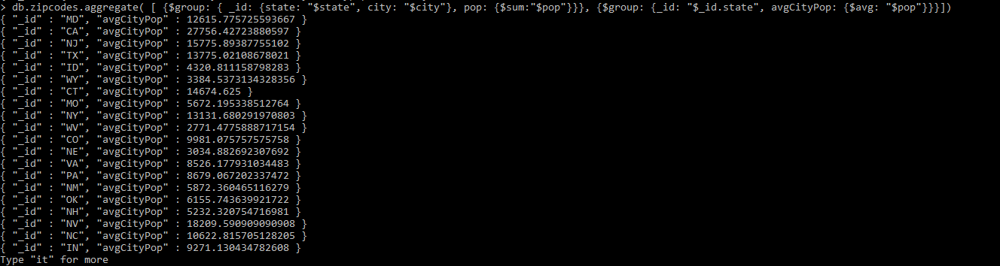 > db.zipcodes.aggregate( [ {$group: { _id: {state: "$state", city: "$city"}, pop: {$sum:"$pop"}}}, {$group: {_id: "$_id.state", avgCityPop: {$avg: "$pop"}}}])
{ "_id" : "MD", "avgCityPop" : 12615.775725593667 }
{ "_id" : "CA", "avgCityPop" : 27756.42723880597 }
{ "_id" : "NJ", "avgCityPop" : 15775.89387755102 }
{ "_id" : "TX", "avgCityPop" : 13775.02108678021 }
{ "_id" : "ID", "avgCityPop" : 4320.811158798283 }
{ "_id" : "WY", "avgCityPop" : 3384.5373134328356 }
{ "_id" : "CT", "avgCityPop" : 14674.625 }
{ "_id" : "MO", "avgCityPop" : 5672.195338512764 }
{ "_id" : "NY", "avgCityPop" : 13131.680291970803 }
{ "_id" : "WV", "avgCityPop" : 2771.4775888717154 }
{ "_id" : "CO", "avgCityPop" : 9981.075757575758 }
{ "_id" : "NE", "avgCityPop" : 3034.882692307692 }
{ "_id" : "VA", "avgCityPop" : 8526.177931034483 }
{ "_id" : "PA", "avgCityPop" : 8679.067202337472 }
{ "_id" : "NM", "avgCityPop" : 5872.360465116279 }
{ "_id" : "OK", "avgCityPop" : 6155.743639921722 }
{ "_id" : "NH", "avgCityPop" : 5232.320754716981 }
{ "_id" : "NV", "avgCityPop" : 18209.590909090908 }
{ "_id" : "NC", "avgCityPop" : 10622.815705128205 }
{ "_id" : "IN", "avgCityPop" : 9271.130434782608 }
Type "it" for more